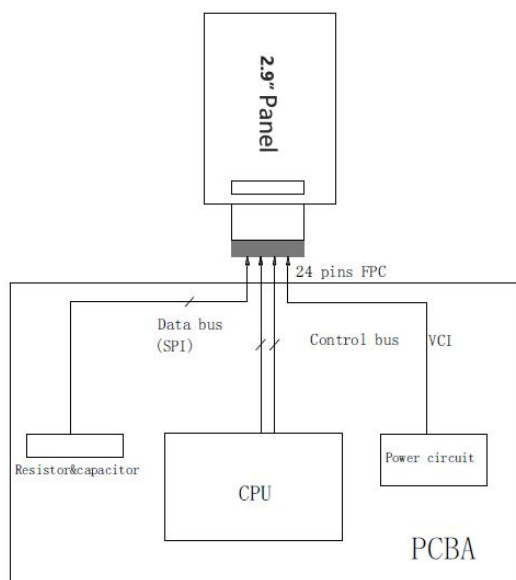 2.9” Panel
24 pins FPC
Data bus
(SPI)
Control bus
VCI
Resistor&capacitor
CPU
Power circuit
PCBA